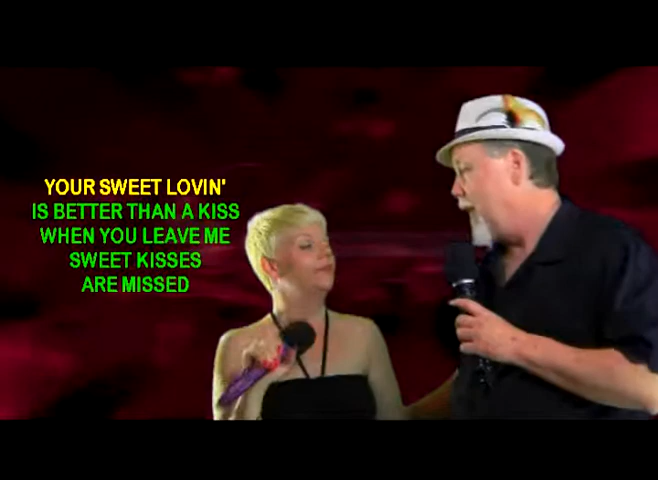 YOUR SWEET LOVIN'
IS BETTER THAN A KISS
WHEN YOU LEAVE ME
SWEET KISSES
ARE MISSED